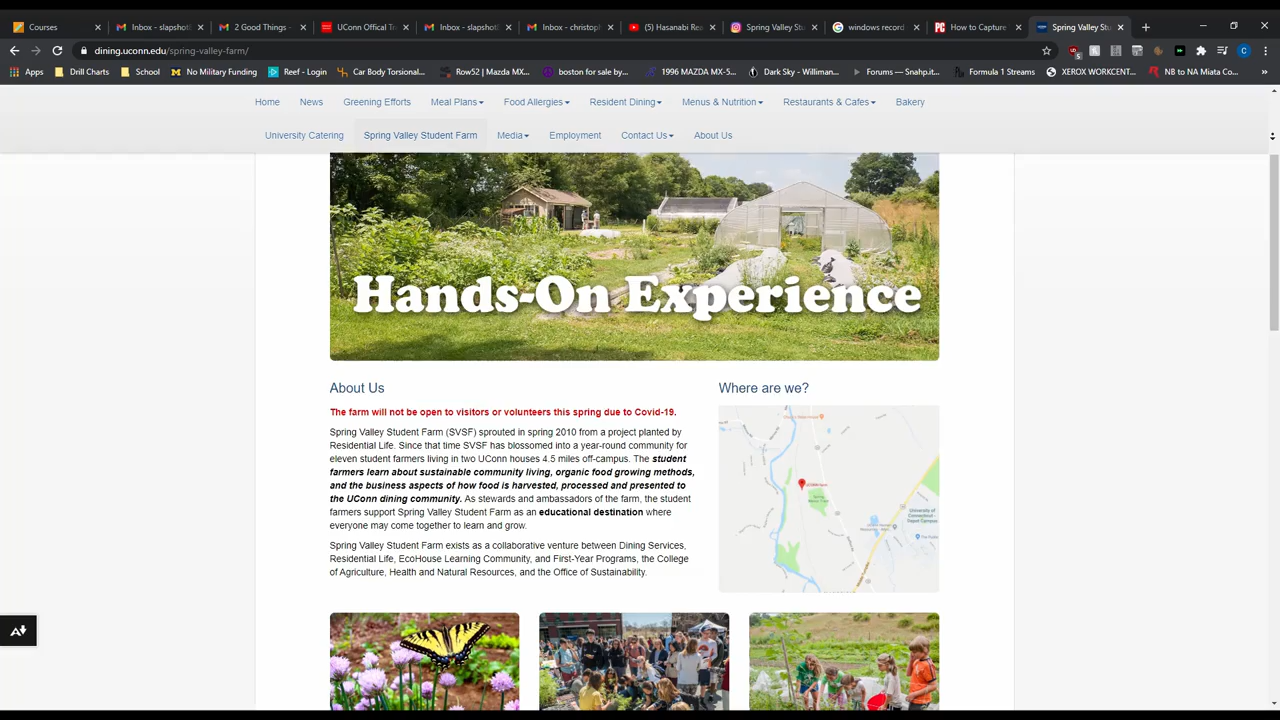 Courses
Inbox - slapshotl
2 Good Things -
UConn Offical Tr
Inbox - slapshotl
Inbox - christoph
(5) Hasanabi Rea
Spring Valley Stu
windows record
How to Capture
Spring Valley Stu
dining.uconn.edu/spring-valley-farm/
Apps
Drill Charts
School
No Military Funding
Reef - Login
Car Body Torsional...
Row52 | Mazda MX...
boston for sale by...
1996 MAZDA MX-5...
Dark Sky - Williman...
Forums — Snahp.it...
Formula 1 Streams
XEROX WORKCENT...
NB to NA Miata Co...
Home
News
Greening Efforts
Meal Plans
Food Allergies
Resident Dining
Menus & Nutrition
Restaurants & Cafes
Bakery
University Catering
Spring Valley Student Farm
Media
Employment
Contact Us
About Us
Hands-On Experience
About Us
The farm will not be open to visitors or volunteers this spring due to Covid-19.
Spring Valley Student Farm (SVSF) sprouted in spring 2010 from a project planted by
Residential Life. Since that time SVSF has blossomed into a year-round community for
eleven student farmers living in two UConn houses 4.5 miles off-campus. The student
farmers learn about sustainable community living, organic food growing methods,
and the business aspects of how food is harvested, processed and presented to
the UConn dining community. As stewards and ambassadors of the farm, the student
farmers support Spring Valley Student Farm as an educational destination where
everyone may come together to learn and grow.
Spring Valley Student Farm exists as a collaborative venture between Dining Services,
Residential Life, EcoHouse Learning Community, and First-Year Programs, the College
of Agriculture, Health and Natural Resources, and the Office of Sustainability.
Where are we?
University of
Connecticut -
Depot Campus